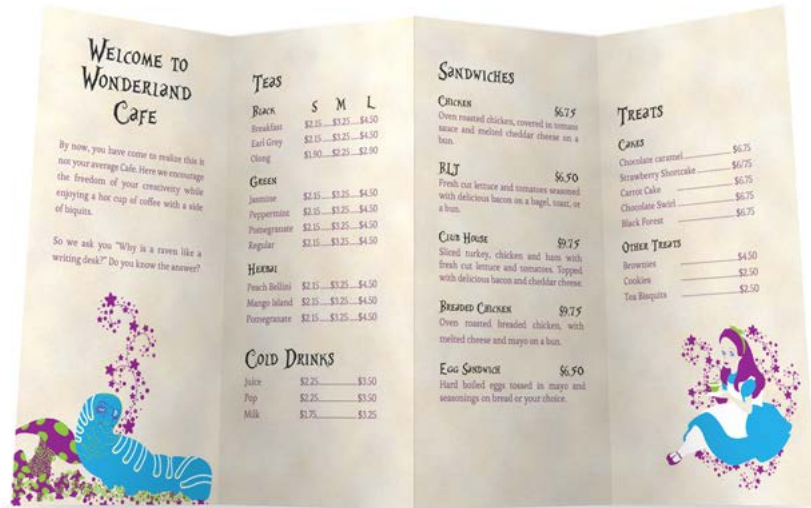 Welcome to
Wonderland
Cafe
By now, you have come to realize this is
not your average Cafe. Here we encourage
the freedom of your creativeity while
enjoying a hot cup of coffee with a side
of biquits.
So we ask you "Why is a raven like a
writing desk?" Do you know the answer?
Teas
Black S M L
Breakfast $2.15.....$3.25.....$4.50
Earl Grey $2.15.....$3.25.....$4.50
Olong $1.90.....$2.25.....$2.90
Green
Jasmine $2.15.....$3.25.....$4.50
Peppermint $2.15.....$3.25.....$4.50
Pomegranate $2.15.....$3.25.....$4.50
Regular $2.15.....$3.25.....$4.50
Herbal
Peach Bellini $2.15.....$3.25.....$4.50
Mango Island $2.15.....$3.25.....$4.50
Pomegranate $2.15.....$3.25.....$4.50
Cold Drinks
Juice $2.25..........$3.50
Pop $2.25..........$3.50
Milk $1.75..........$3.25
Sandwiches
Chicken $6.75
Oven roasted chicken, covered in tomato
sauce and melted cheddar cheese on a
bun.
BLT $6.50
Fresh cut lettuce and tomatoes seasoned
with delicious bacon on a bagel, toast, or
a bun.
Club House $9.75
Sliced turkey, chicken and ham with
fresh cut lettuce and tomatoes. Topped
with delicious bacon and cheddar cheese.
Breaded Chicken $9.75
Oven roasted breaded chicken, with
melted cheese and mayo on a bun.
Egg Sandwich $6.50
Hard boiled eggs tossed in mayo and
seasonings on bread or your choice.
Treats
Cakes
Chocolate caramel $6.75
Strawberry Shortcake $6/75
Carrot Cake $6.75
Chocolate Swirl $6.75
Black Forest $6.75
Other Treats
Brownies $4.50
Cookies $2.50
Tea Bisquits $2.50